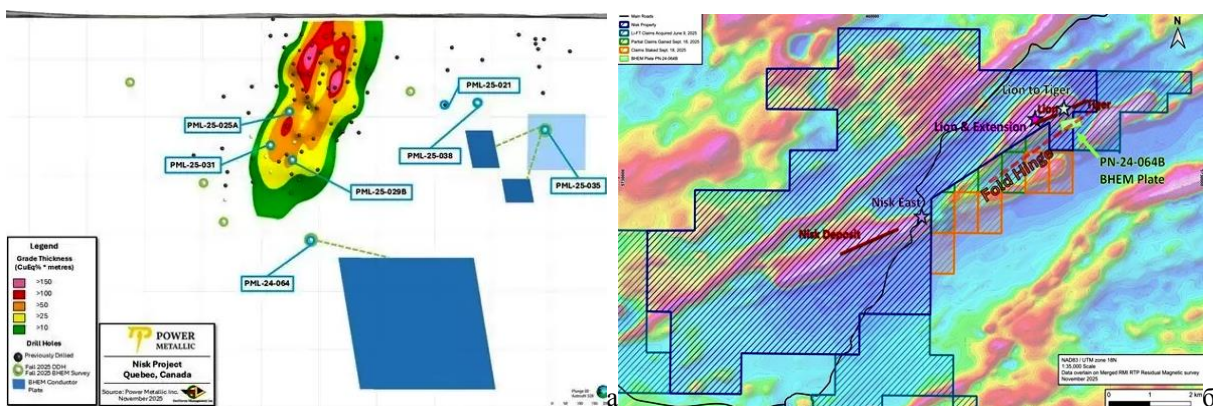 PML-25-021
PML-25-025A
PML-25-038
PML-25-031
PML-25-035
PML-25-029B
PML-24-064
Legend
Grade Thickness
(CuEq% * metres)
>150
>100
>50
>25
>10
Drill Holes
Previously Drilled
Fall 2025 DDH
Fall 2025 BHEM Survey
BHEM Conductor
Plate
POWER
METALLIC
Nisk Project
Quebec, Canada
Source: Power Metallic Inc.
November 2025
а
Main Roads
Nisk Property
Li-FT Claims Acquired June 9, 2025
Partial Claims Gained Sept. 18, 2025
Claims Staked Sept. 18, 2025
BHEM Plate PN-24-064B
N
Lion to Tiger
Lion
Tiger
Lion & Extension
PN-24-064B
BHEM Plate
Fold Hinge
Nisk East
Nisk Deposit
NAD83 / UTM zone 18N
1:35,000 Scale
Data overlain on Merged RMI RTP Residual Magnetic survey
November 2025
0 1 2 km
б